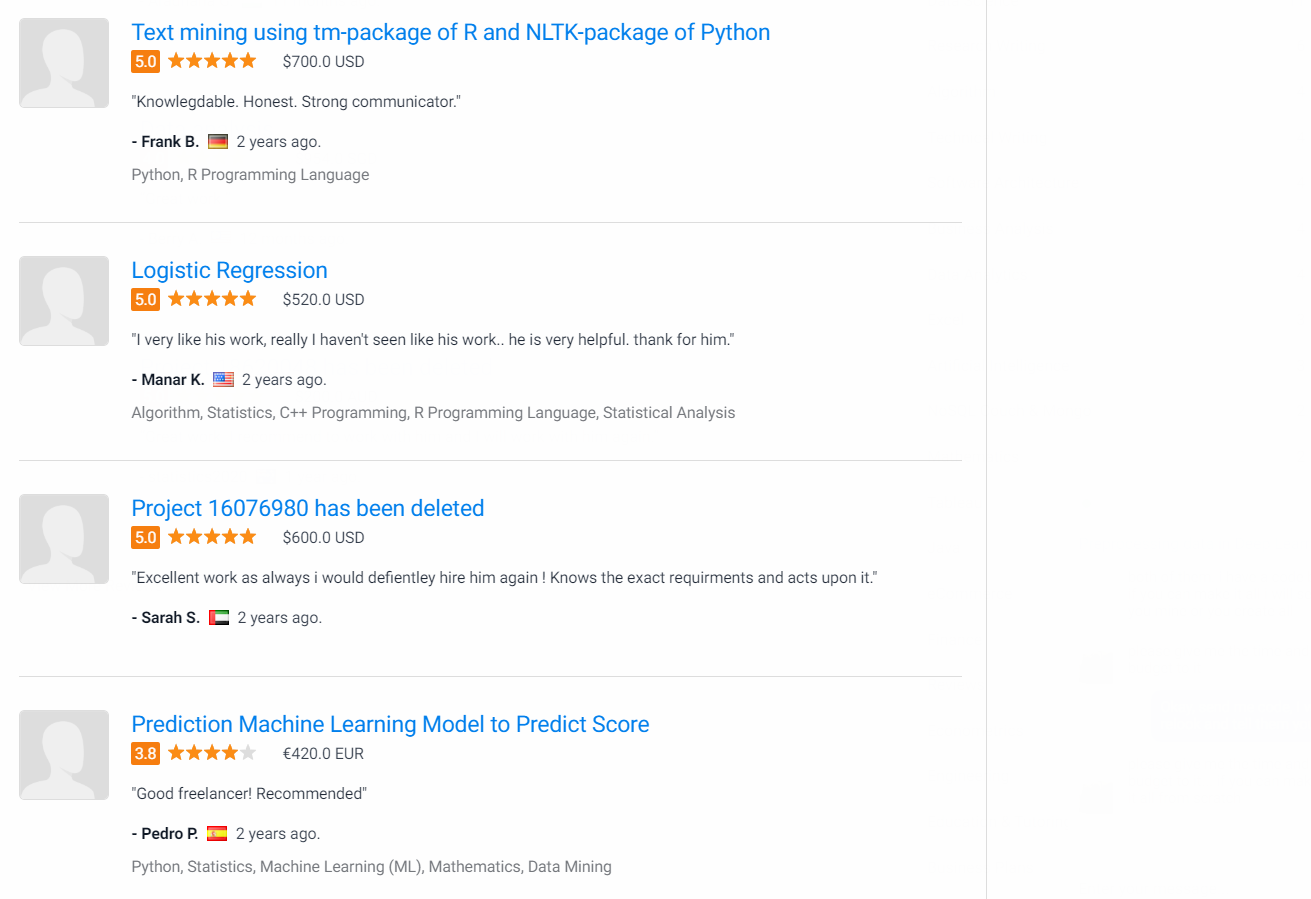 Text mining using tm-package of R and NLTK-package of Python
5.0 $700.0 USD
"Knowlegdable. Honest. Strong communicator."
- Frank B. 2 years ago.
Python, R Programming Language
Logistic Regression
5.0 $520.0 USD
"I very like his work, really I haven't seen like his work.. he is very helpful. thank for him."
- Manar K. 2 years ago.
Algorithm, Statistics, C++ Programming, R Programming Language, Statistical Analysis
Project 16076980 has been deleted
5.0 $600.0 USD
"Excellent work as always i would defientley hire him again ! Knows the exact requirments and acts upon it."
- Sarah S. 2 years ago.
Prediction Machine Learning Model to Predict Score
3.8 €420.0 EUR
"Good freelancer! Recommended"
- Pedro P. 2 years ago.
Python, Statistics, Machine Learning (ML), Mathematics, Data Mining